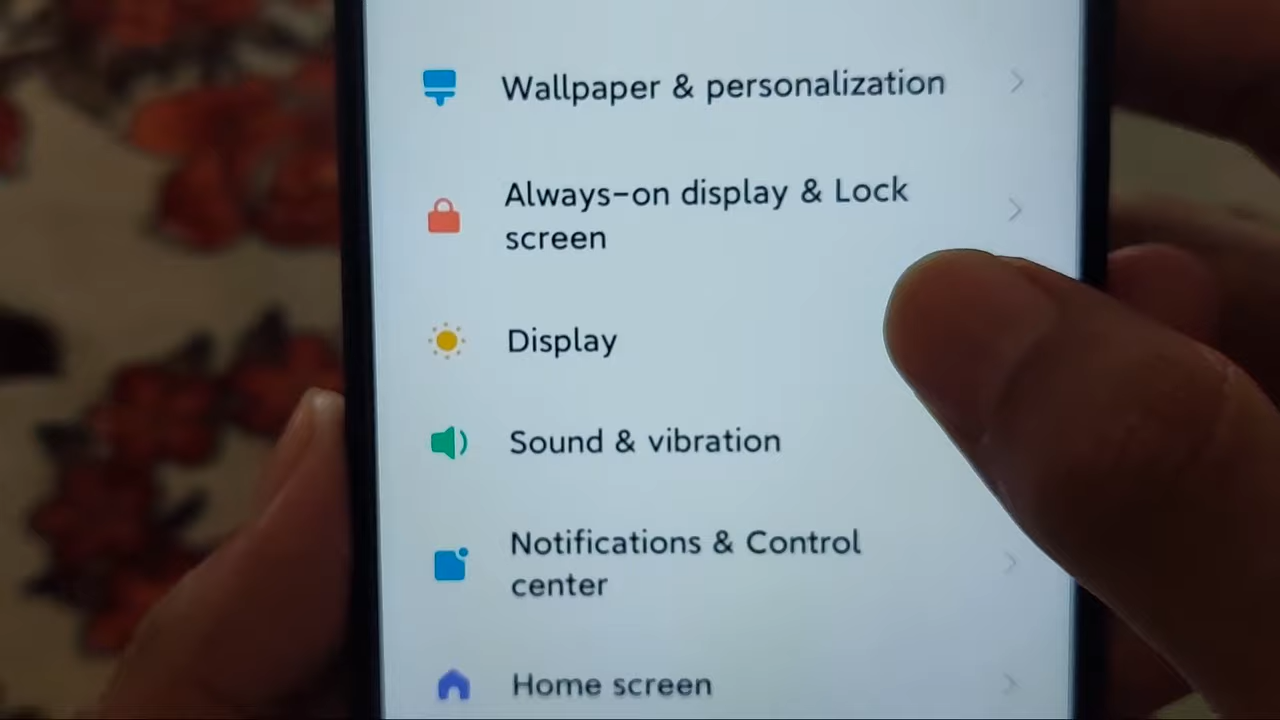 Wallpaper & personalization
Always-on display & Lock
screen
Display
Sound & vibration
Notifications & Control
center
Home screen